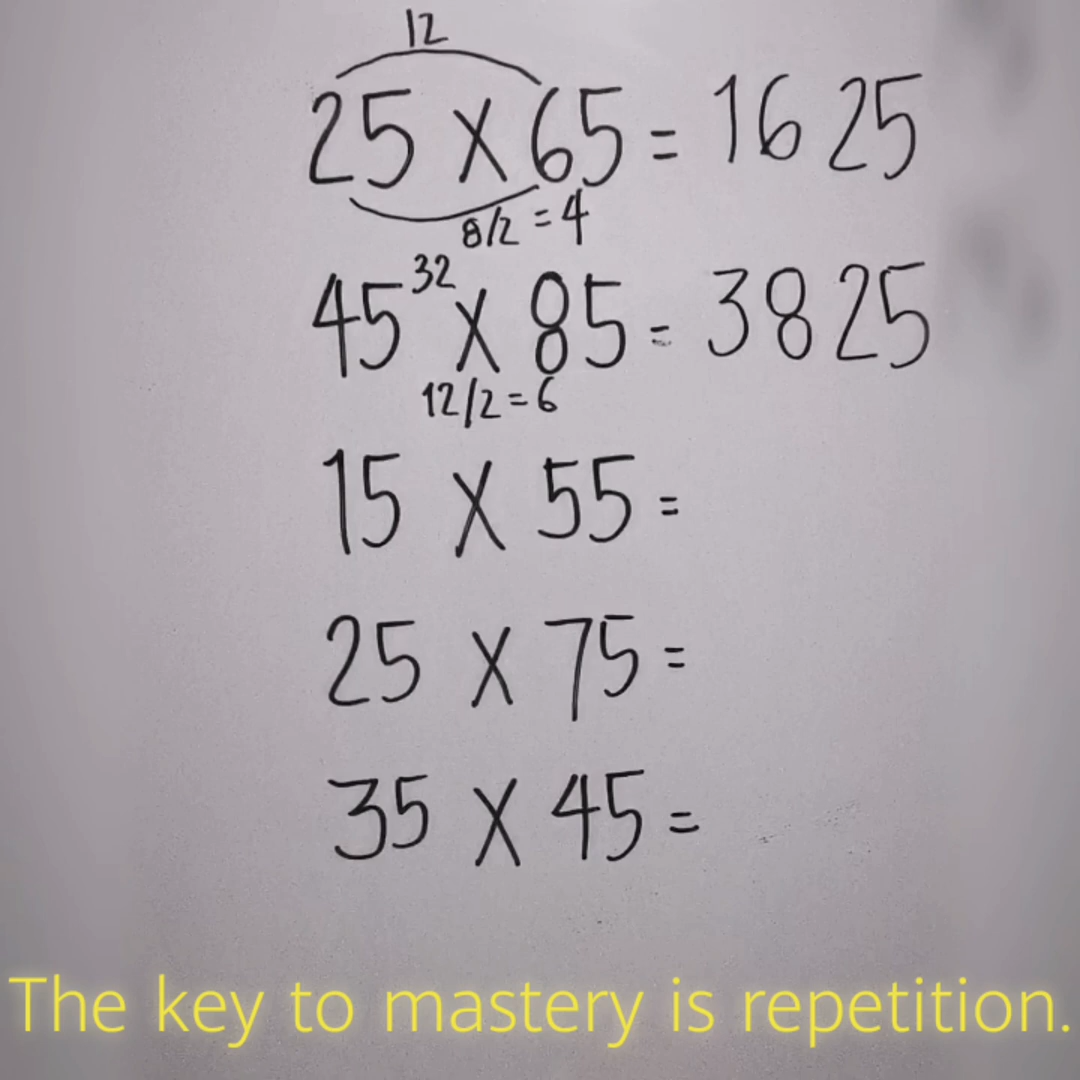 12
25 X 65 = 1625
8/2 = 4
32
45 X 85 = 3825
12/2 = 6
15 X 55 =
25 X 75 =
35 X 45 =
The key to mastery is repetition.